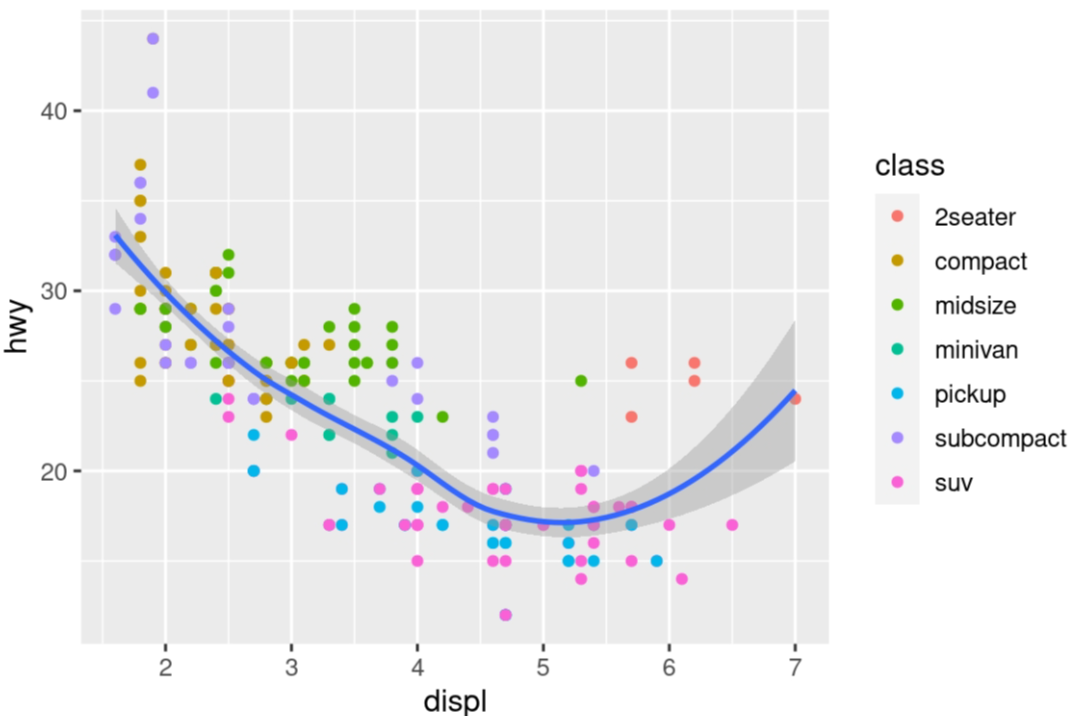 hwy
40
30
20
2
3
4
5
6
7
displ
class
2seater
compact
midsize
minivan
pickup
subcompact
suv